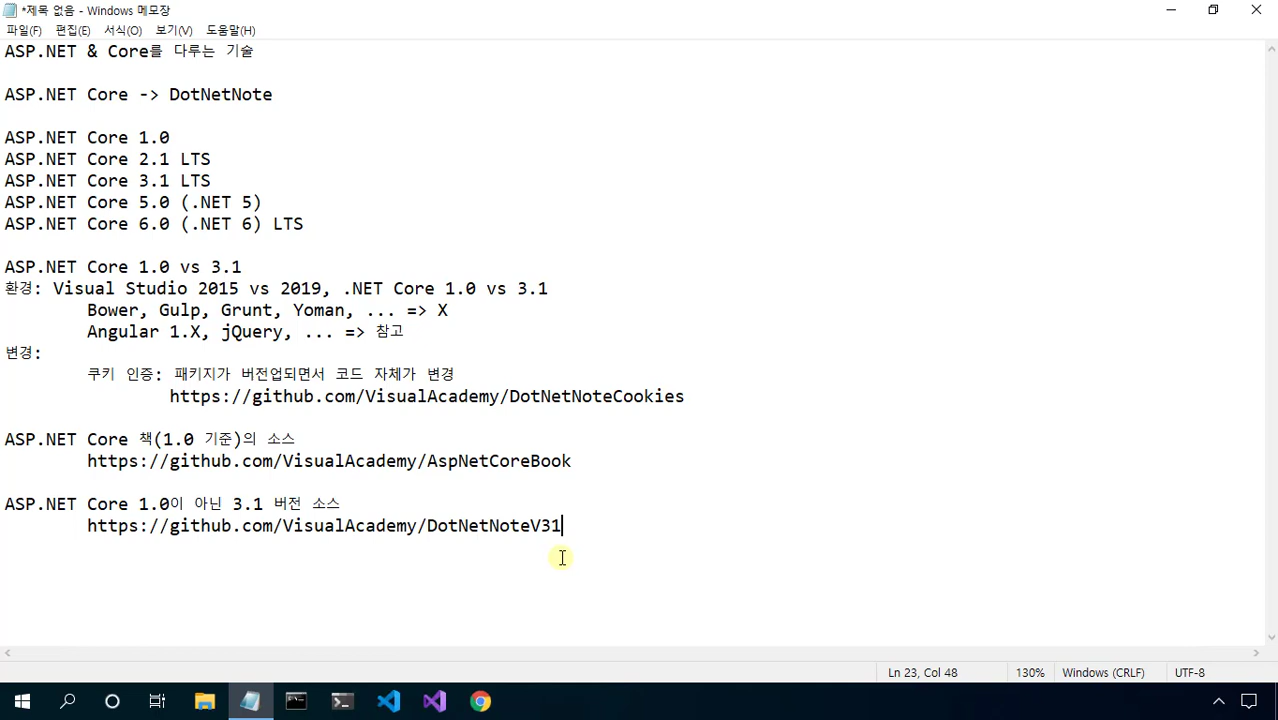 *제목 없음 - Windows 메모장
파일(F) 편집(E) 서식(O) 보기(V) 도움말(H)
ASP.NET & Core를 다루는 기술
ASP.NET Core -> DotNetNote
ASP.NET Core 1.0
ASP.NET Core 2.1 LTS
ASP.NET Core 3.1 LTS
ASP.NET Core 5.0 (.NET 5)
ASP.NET Core 6.0 (.NET 6) LTS
ASP.NET Core 1.0 vs 3.1
환경: Visual Studio 2015 vs 2019, .NET Core 1.0 vs 3.1
Bower, Gulp, Grunt, Yoman, ... => X
Angular 1.X, jQuery, ... => 참고
변경:
쿠키 인증: 패키지가 버전업되면서 코드 자체가 변경
https://github.com/VisualAcademy/DotNetNoteCookies
ASP.NET Core 책(1.0 기준)의 소스
https://github.com/VisualAcademy/AspNetCoreBook
ASP.NET Core 1.0이 아닌 3.1 버전 소스
https://github.com/VisualAcademy/DotNetNoteV31
Ln 23, Col 48 130% Windows (CRLF) UTF-8